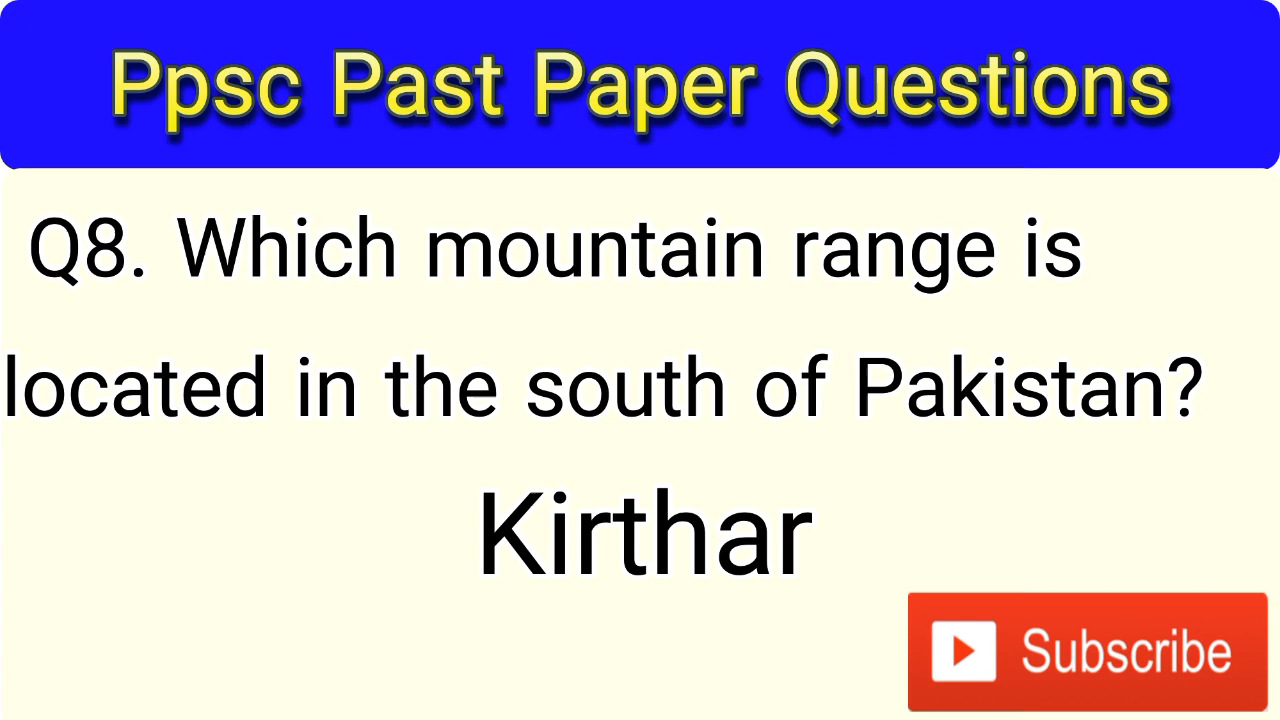 Ppsc Past Paper Questions
Q8. Which mountain range is
located in the south of Pakistan?
Kirthar
Subscribe